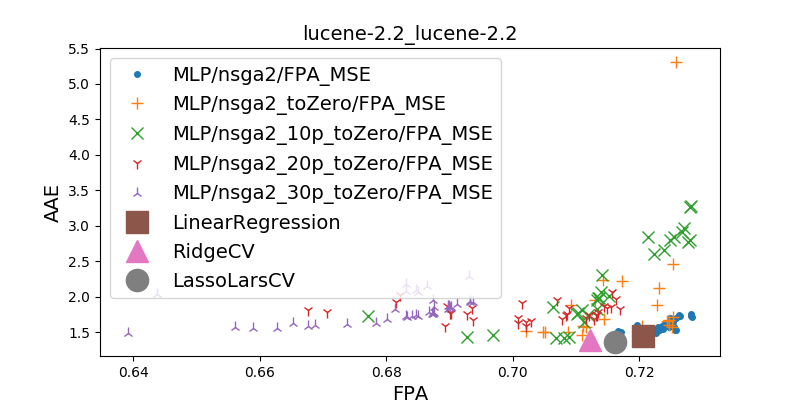 lucene-2.2_lucene-2.2
AAE
5.5
5.0
4.5
4.0
3.5
3.0
2.5
2.0
1.5
MLP/nsga2/FPA_MSE
MLP/nsga2_toZero/FPA_MSE
MLP/nsga2_10p_toZero/FPA_MSE
MLP/nsga2_20p_toZero/FPA_MSE
MLP/nsga2_30p_toZero/FPA_MSE
LinearRegression
RidgeCV
LassoLarsCV
0.64 0.66 0.68 0.70 0.72
FPA